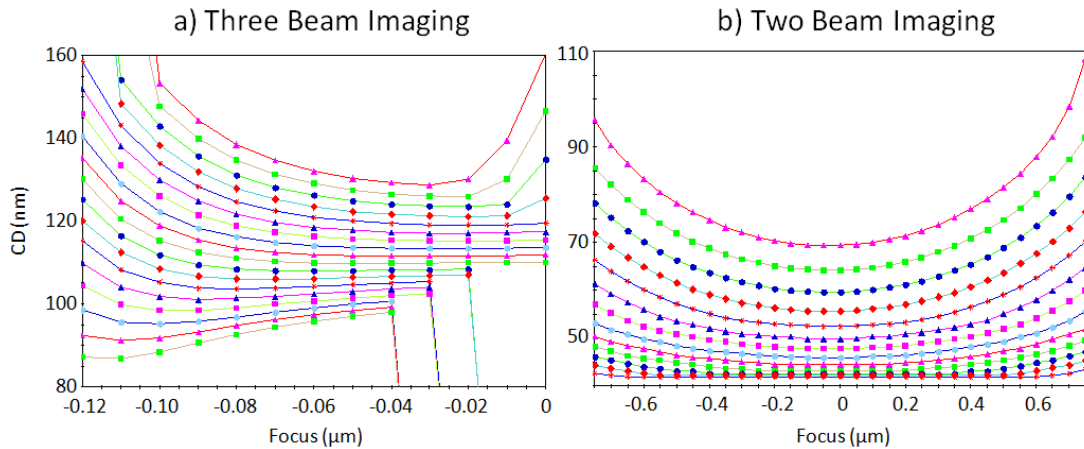 a) Three Beam Imaging
b) Two Beam Imaging
CD (nm)
160
140
120
100
80
-0.12 -0.10 -0.08 -0.06 -0.04 -0.02 0
Focus (µm)
110
90
70
50
-0.6 -0.4 -0.2 0 0.2 0.4 0.6
Focus (µm)